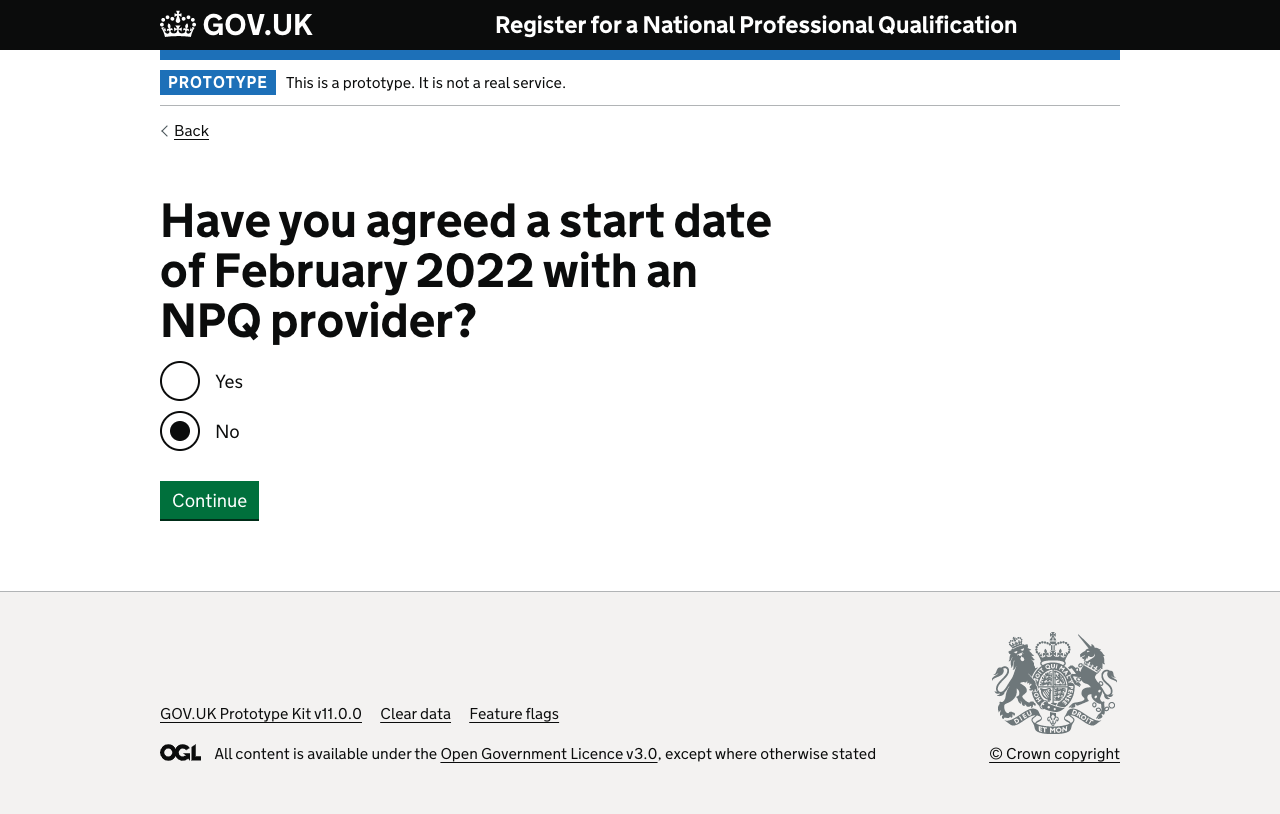 GOV.UK Register for a National Professional Qualification
PROTOTYPE This is a prototype. It is not a real service.
Back
Have you agreed a start date
of February 2022 with an
NPQ provider?
Yes
No
Continue
GOV.UK Prototype Kit v11.0.0 Clear data Feature flags
OGL All content is available under the Open Government Licence v3.0, except where otherwise stated
© Crown copyright